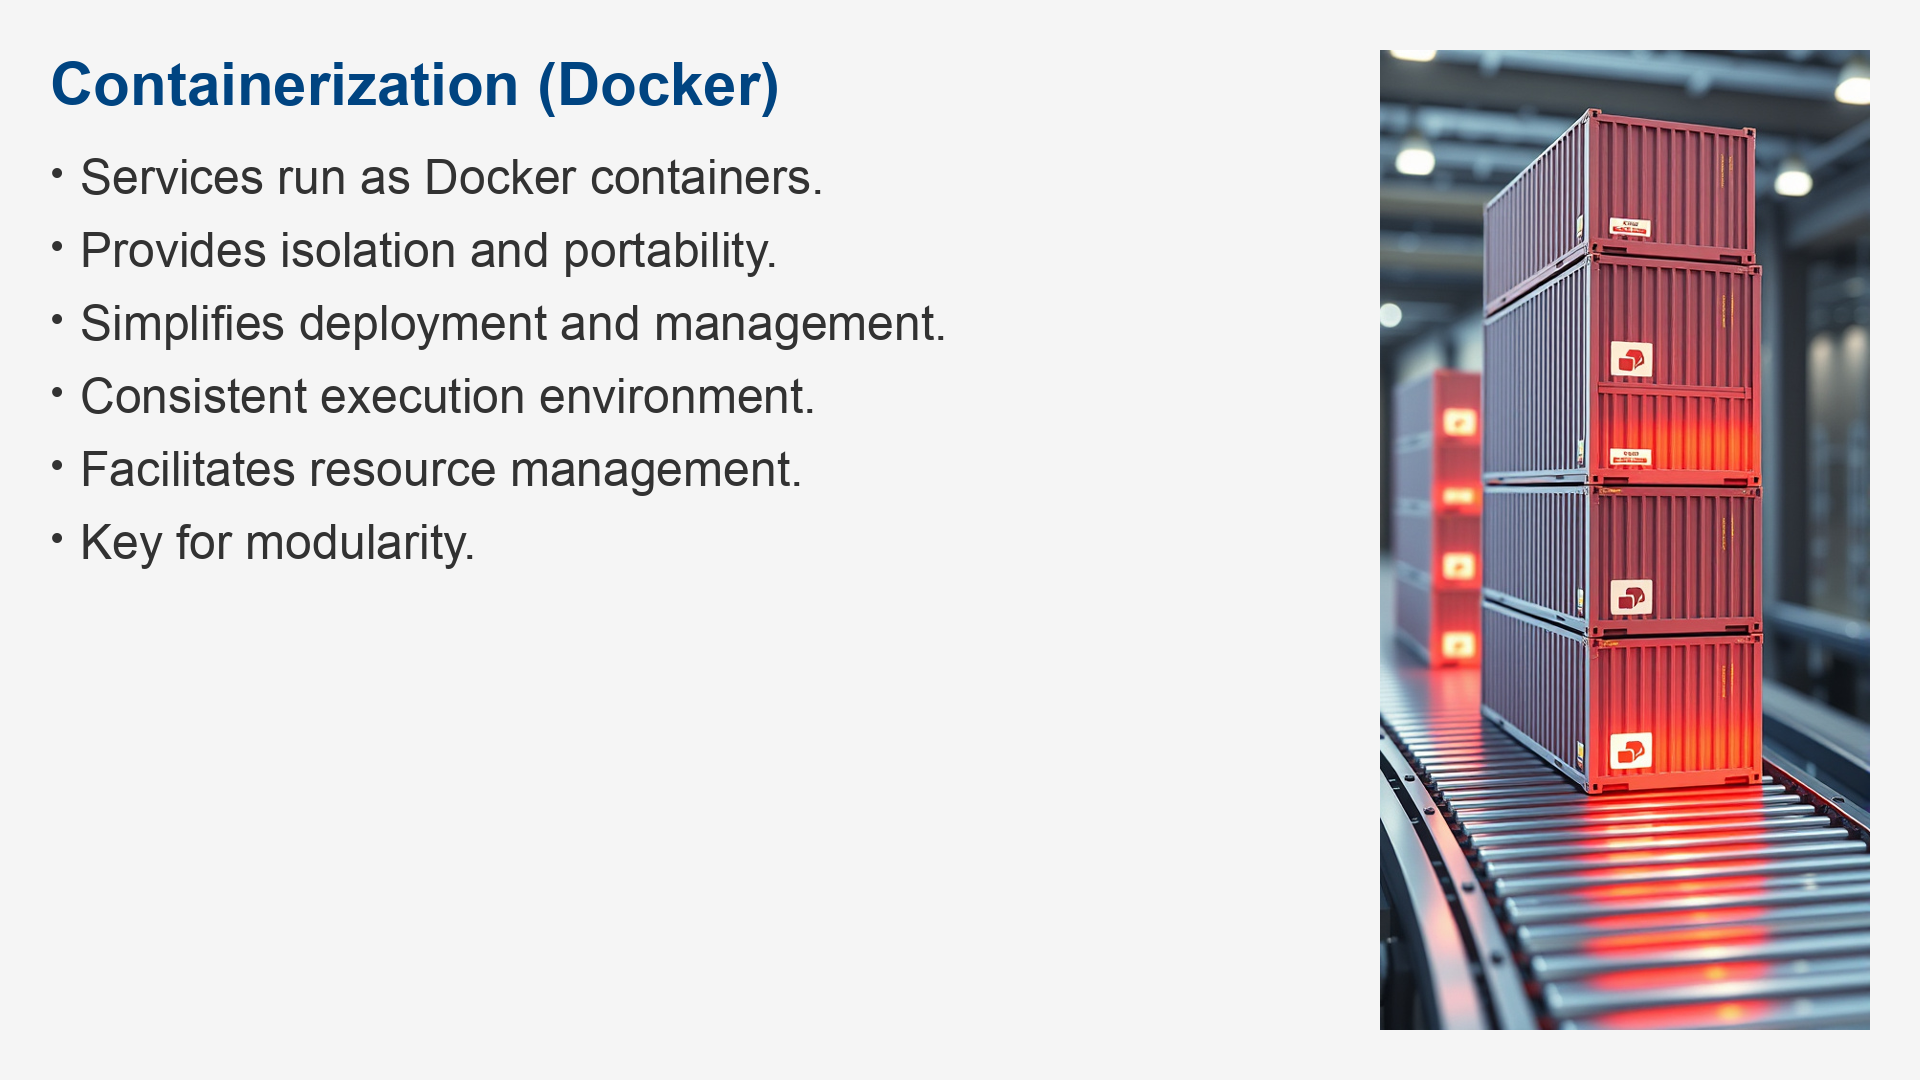 Containerization (Docker)
• Services run as Docker containers.
• Provides isolation and portability.
• Simplifies deployment and management.
• Consistent execution environment.
• Facilitates resource management.
• Key for modularity.